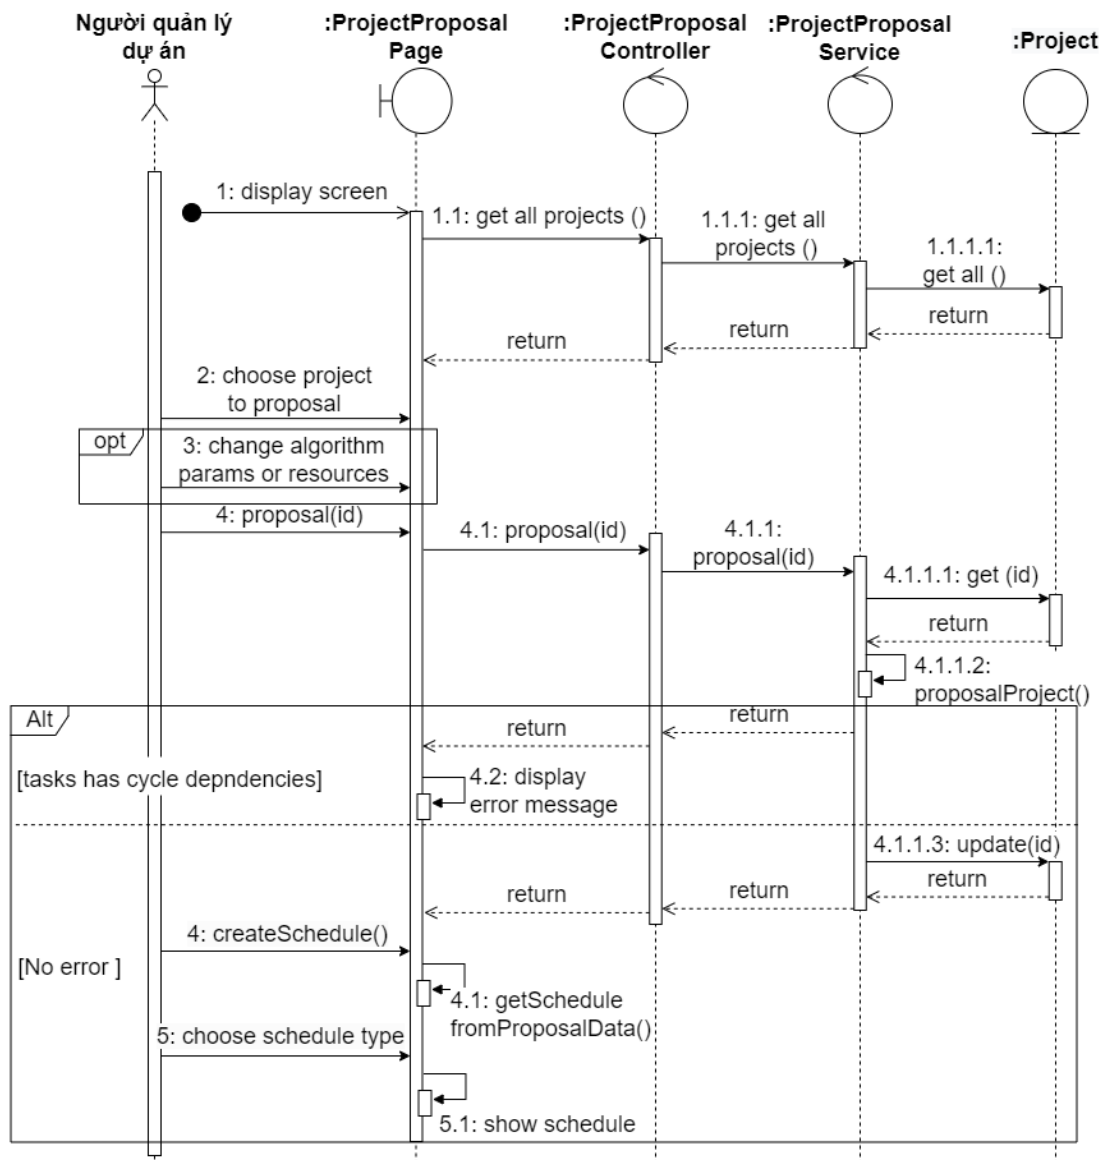 Người quản lý
dự án
:ProjectProposal
Page
:ProjectProposal
Controller
:ProjectProposal
Service
:Project
1: display screen
1.1: get all projects ()
1.1.1: get all
projects ()
1.1.1.1:
get all ()
return
return
return
2: choose project
to proposal
opt
3: change algorithm
params or resources
4: proposal(id)
4.1: proposal(id)
4.1.1:
proposal(id)
4.1.1.1: get (id)
return
4.1.1.2:
proposalProject()
Alt
return
return
[tasks has cycle depndencies]
4.2: display
error message
4.1.1.3: update(id)
return
return
return
4: createSchedule()
[No error ]
4.1: getSchedule
fromProposalData()
5: choose schedule type
5.1: show schedule